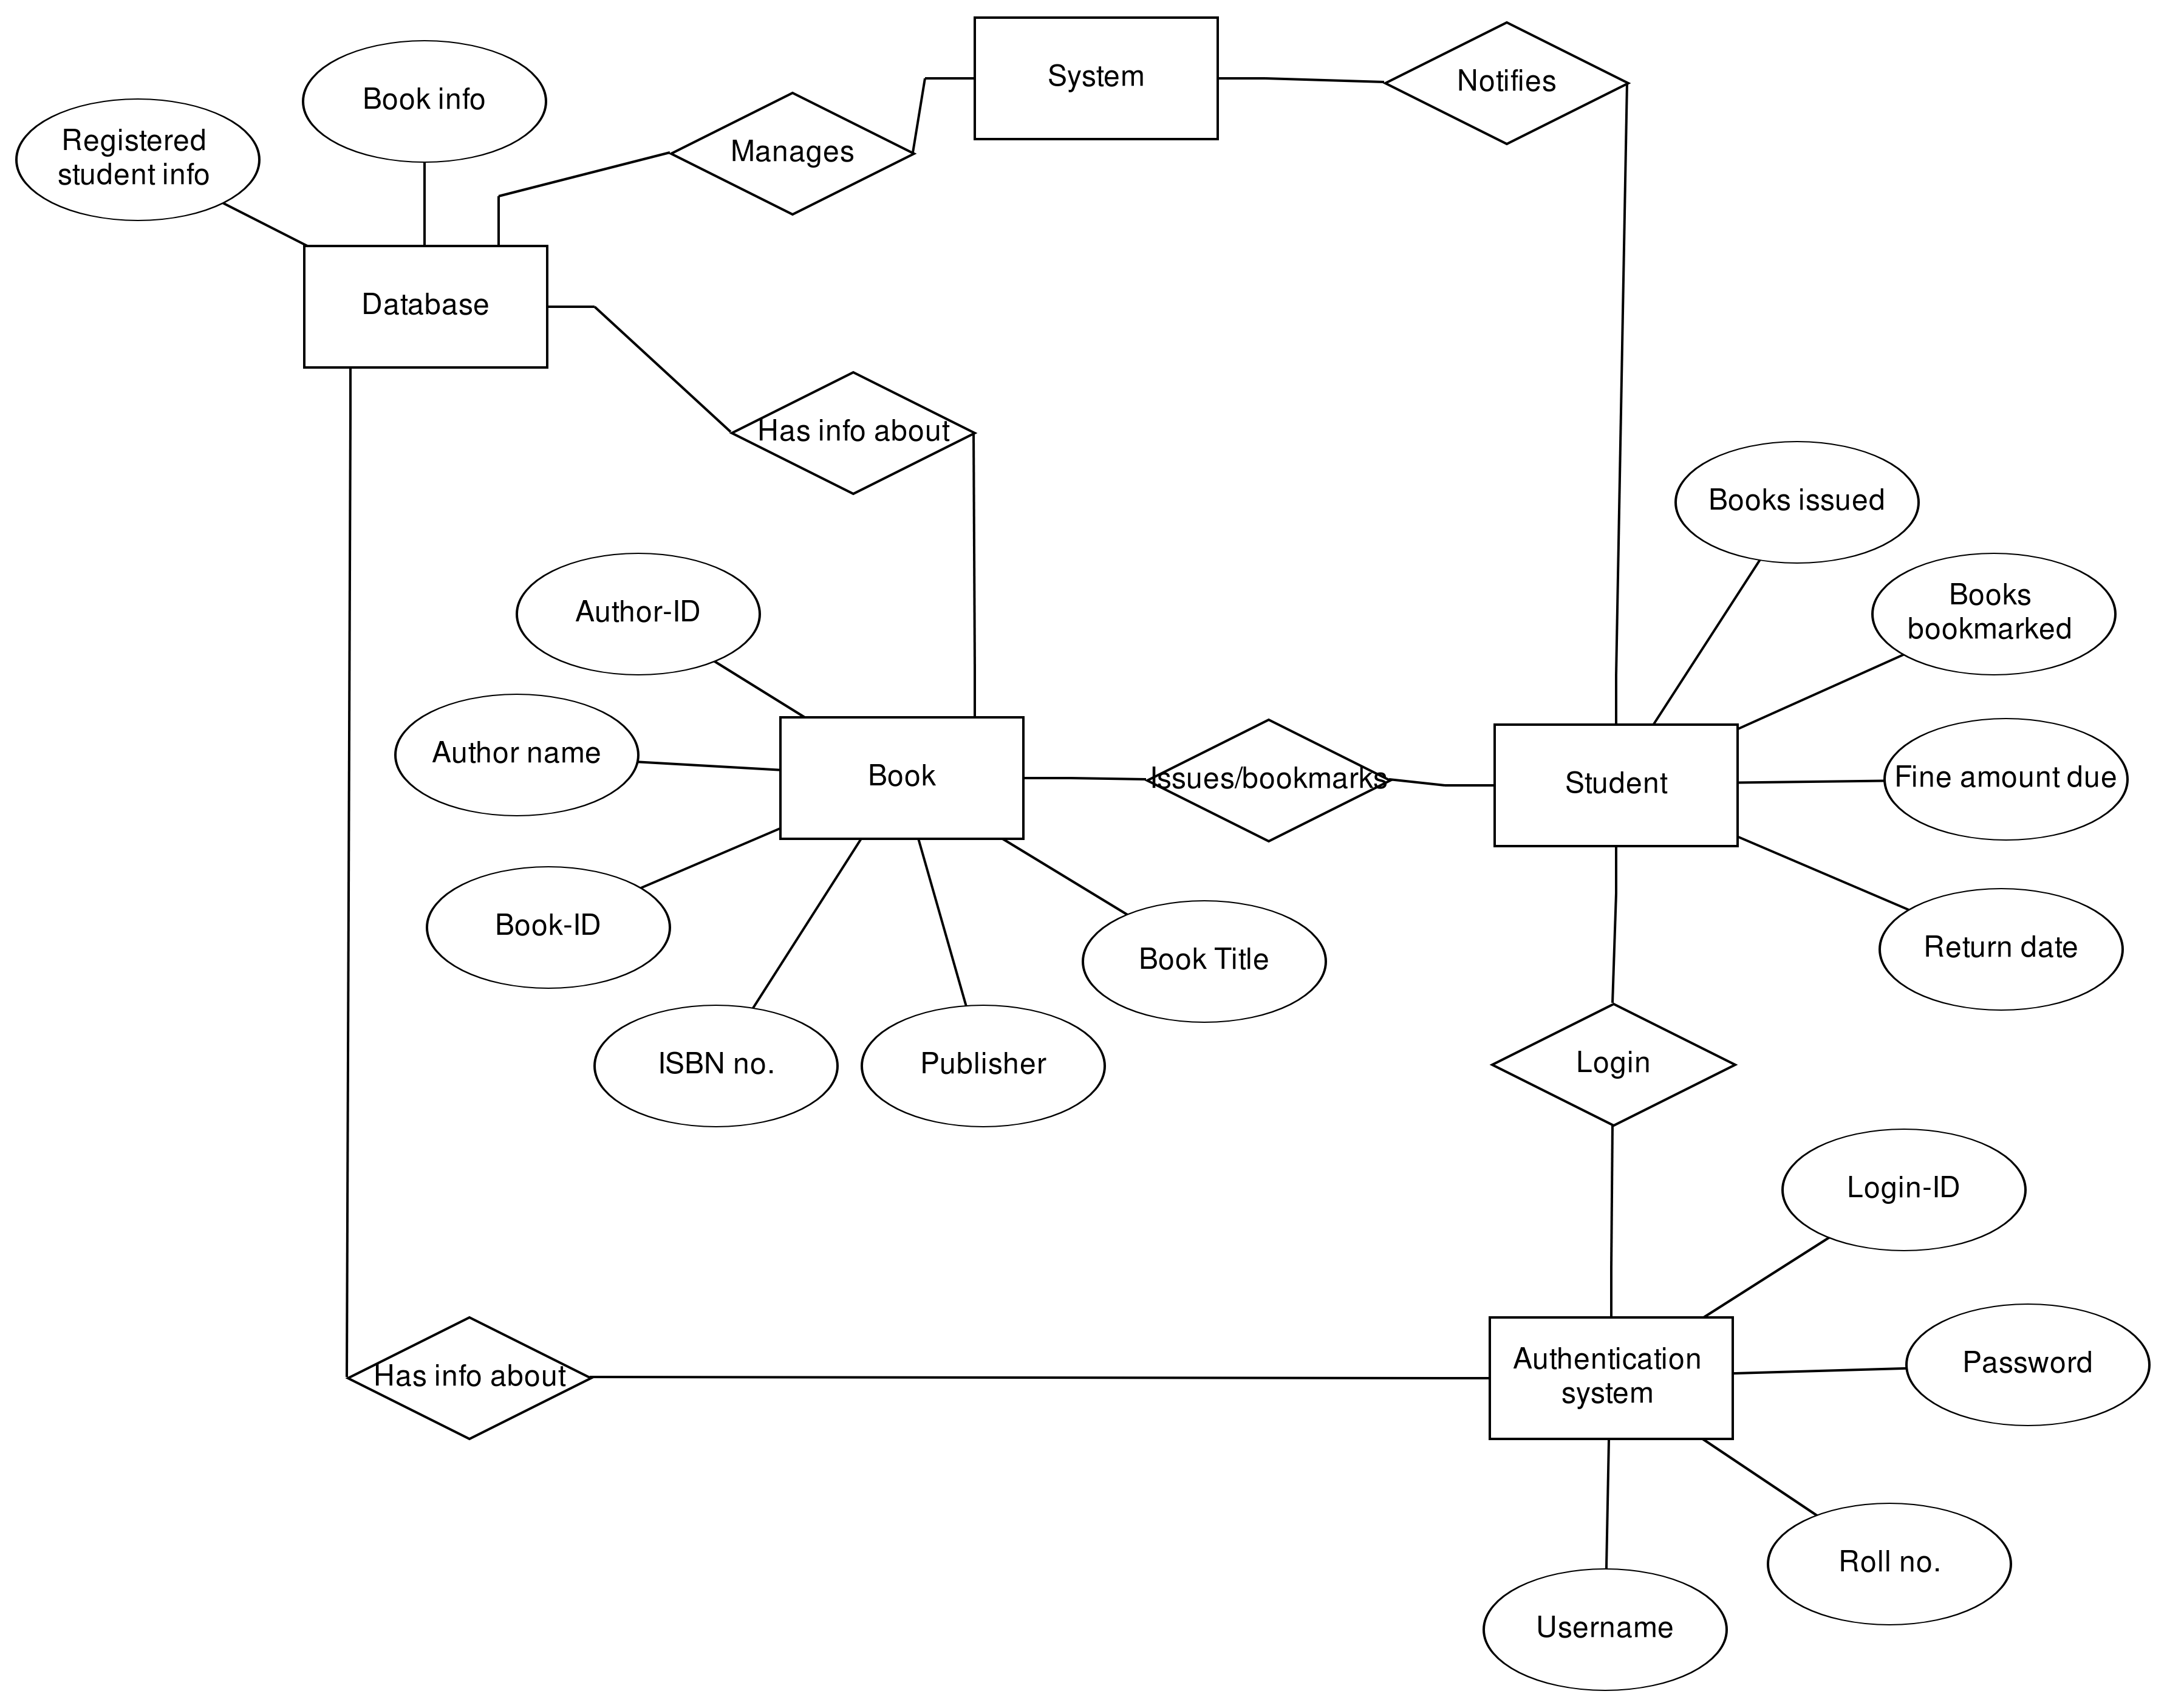 System
Notifies
Book info
Registered
student info
Manages
Database
Has info about
Books issued
Books
bookmarked
Author-ID
Author name
Book
Issues/bookmarks
Student
Fine amount due
Book-ID
Book Title
Return date
ISBN no.
Publisher
Login
Login-ID
Has info about
Authentication
system
Password
Roll no.
Username